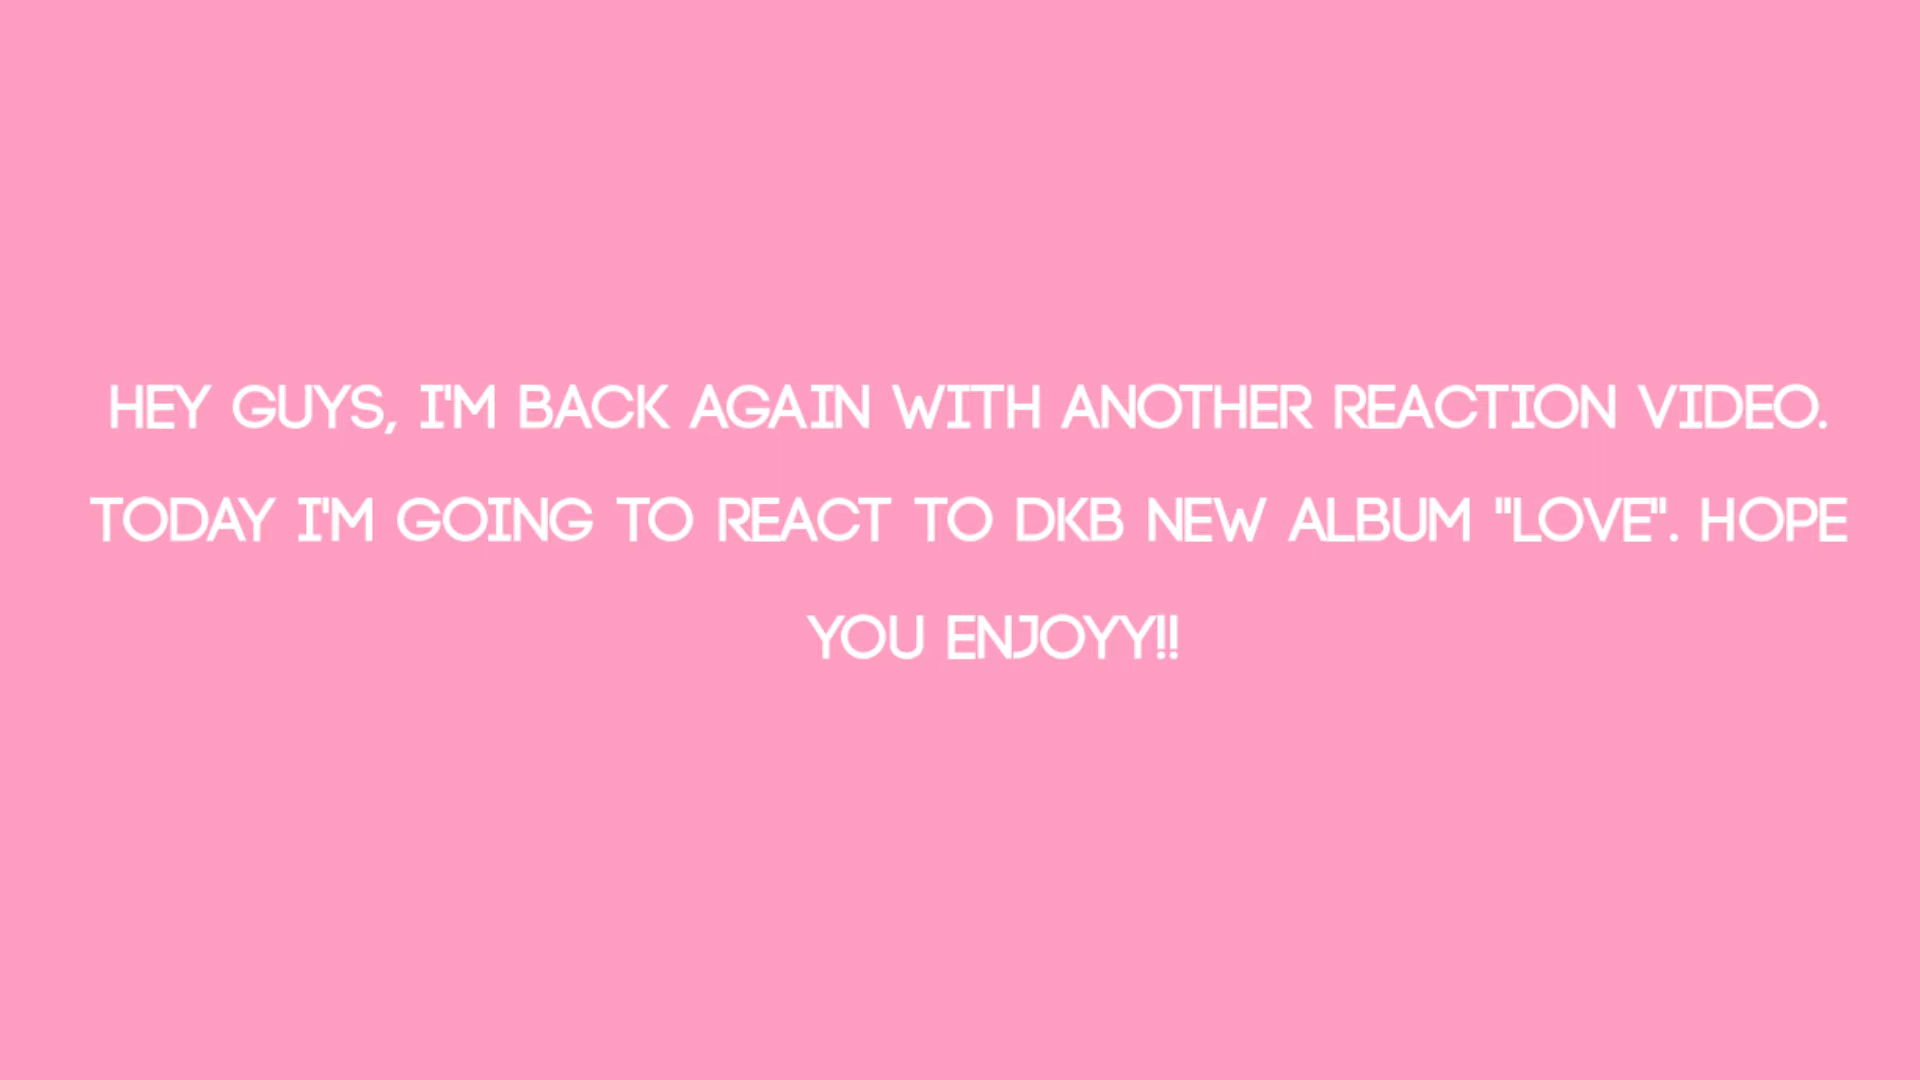 HEY GUYS, I'M BACK AGAIN WITH ANOTHER REACTION VIDEO.
TODAY I'M GOING TO REACT TO DKB NEW ALBUM "LOVE". HOPE
YOU ENJOYY!!